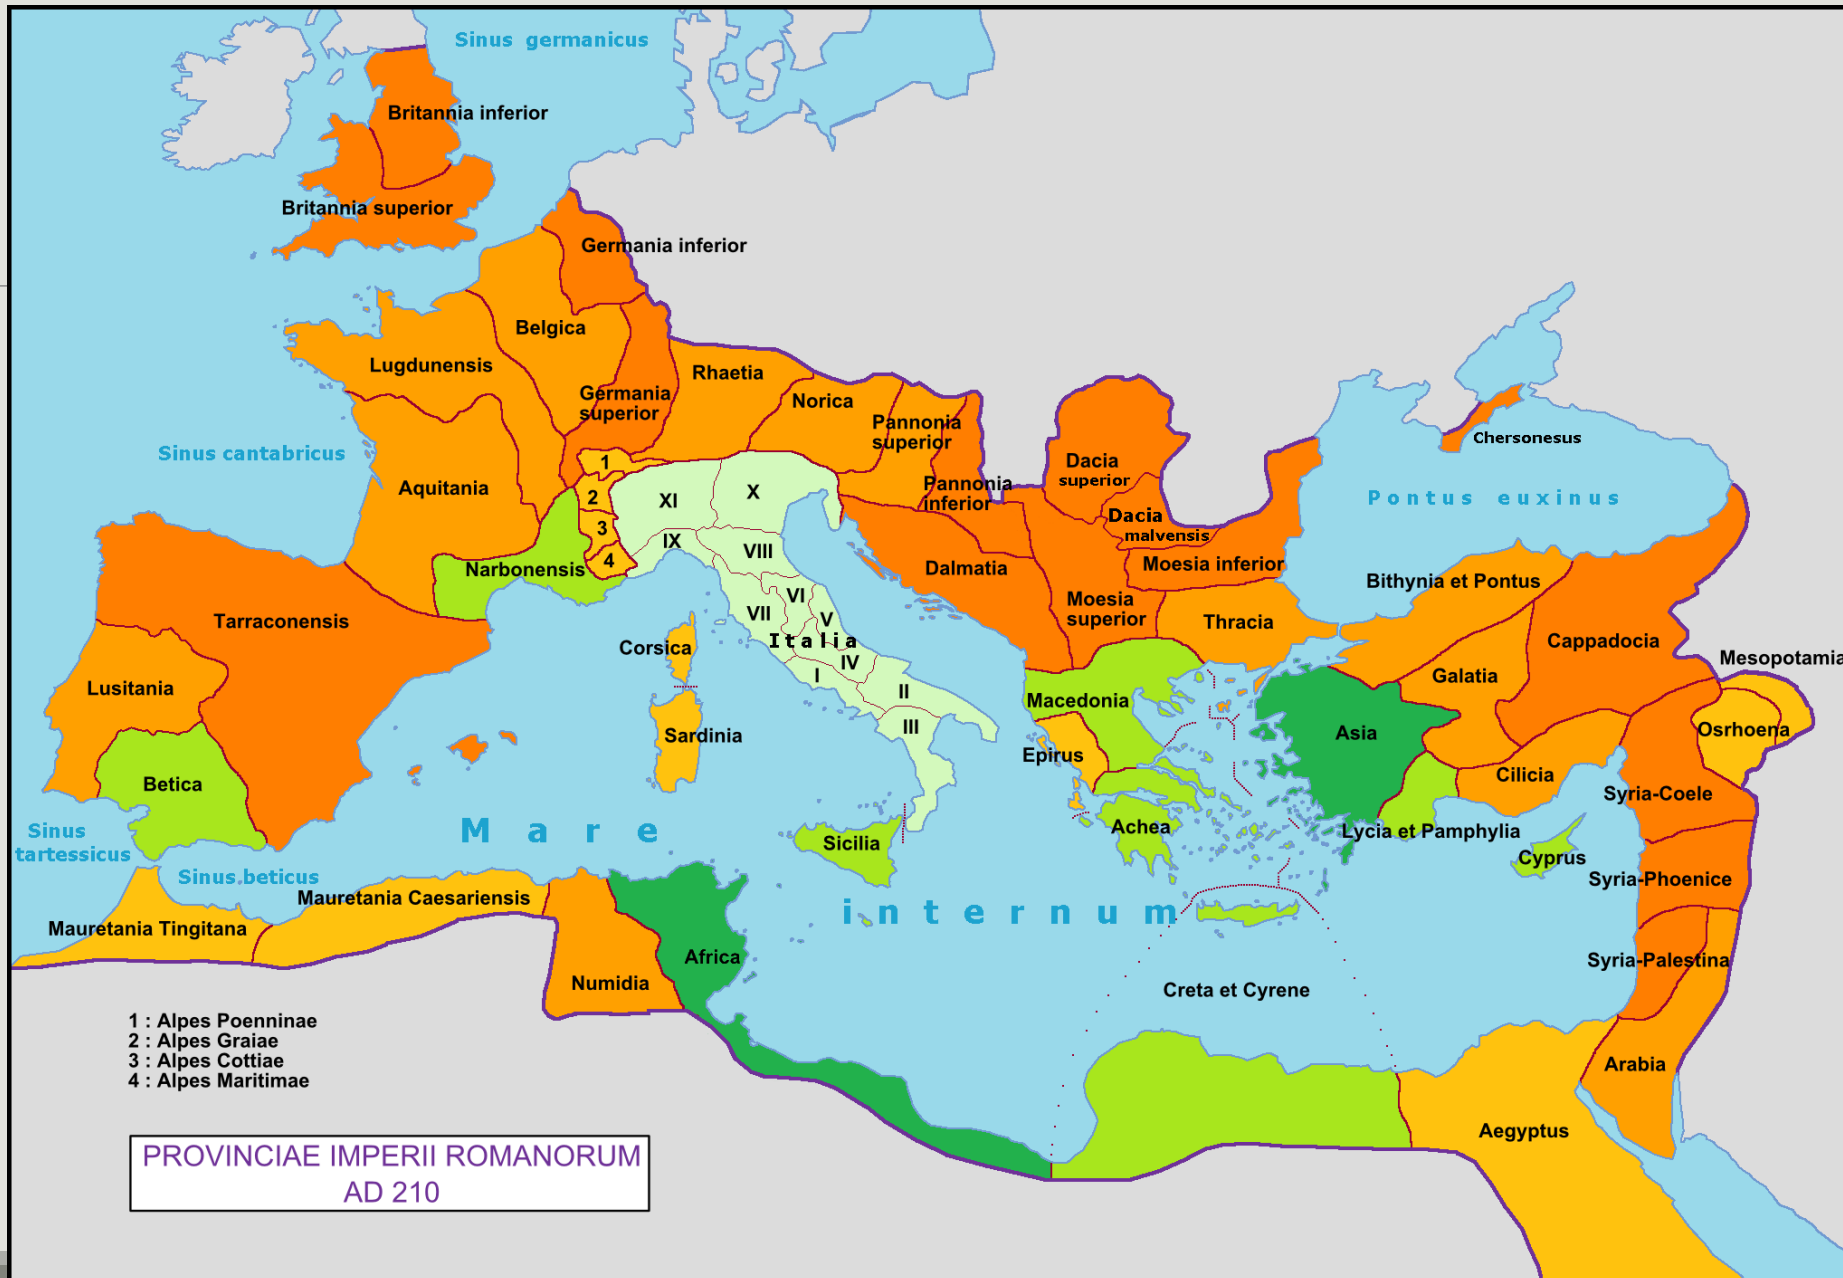 Sinus germanicus
Britannia inferior
Britannia superior
Germania inferior
Belgica
Lugdunensis
Rhaetia
Germania
superior
Norica
Pannonia
superior
Chersonesus
Sinus cantabricus
Dacia
superior
Aquitania
1
XI
X
2
Pannonia
inferior
Pontus euxinus
Dacia
malvensis
3
IX
VIII
4
Narbonensis
Dalmatia
Moesia inferior
Bithynia et Pontus
VI
VII
V
Moesia
superior
Tarraconensis
Thracia
Italia
Cappadocia
Corsica
IV
Mesopotamia
I
Galatia
Lusitania
II
Macedonia
III
Sardinia
Asia
Osrhoena
Epirus
Cilicia
Betica
Syria-Coele
Sinus
tartessicus
Mare
Achea
Lycia et Pamphylia
Sicilia
Cyprus
Sinus beticus
Syria-Phoenice
Mauretania Caesariensis
internum
Mauretania Tingitana
Africa
Syria-Palestina
Numidia
Creta et Cyrene
1 : Alpes Poenninae
2 : Alpes Graiae
3 : Alpes Cottiae
4 : Alpes Maritimae
Arabia
Aegyptus
PROVINCIAE IMPERII ROMANORUM
AD 210